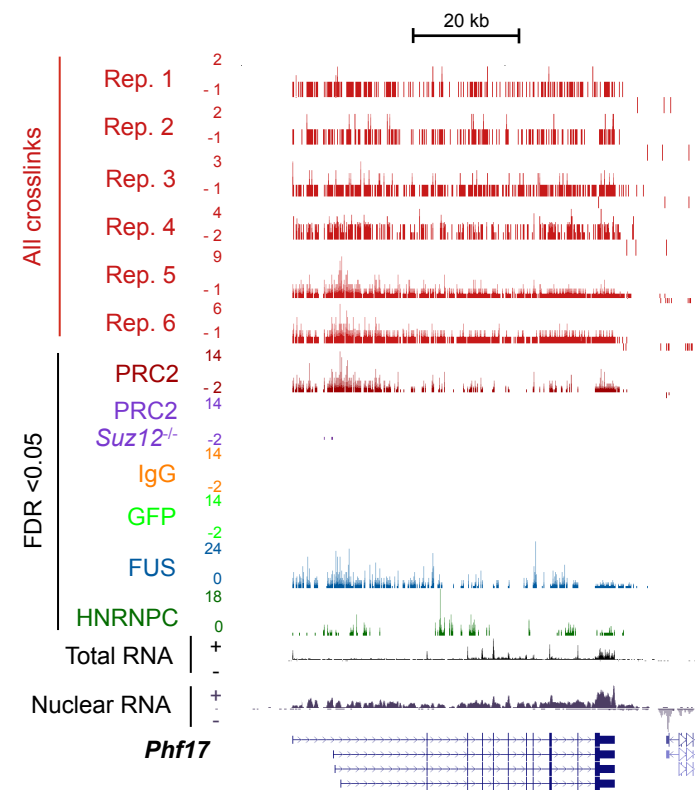 20 kb
All crosslinks
Rep. 1
2
- 1
Rep. 2
2
-1
Rep. 3
3
- 1
Rep. 4
4
- 2
Rep. 5
9
- 1
Rep. 6
6
- 1
FDR <0.05
PRC2
14
- 2
PRC2
Suz12-/-
14
-2
IgG
14
-2
GFP
14
-2
FUS
24
0
HNRNPC
18
0
Total RNA
+
-
Nuclear RNA
+
-
-
Phf17